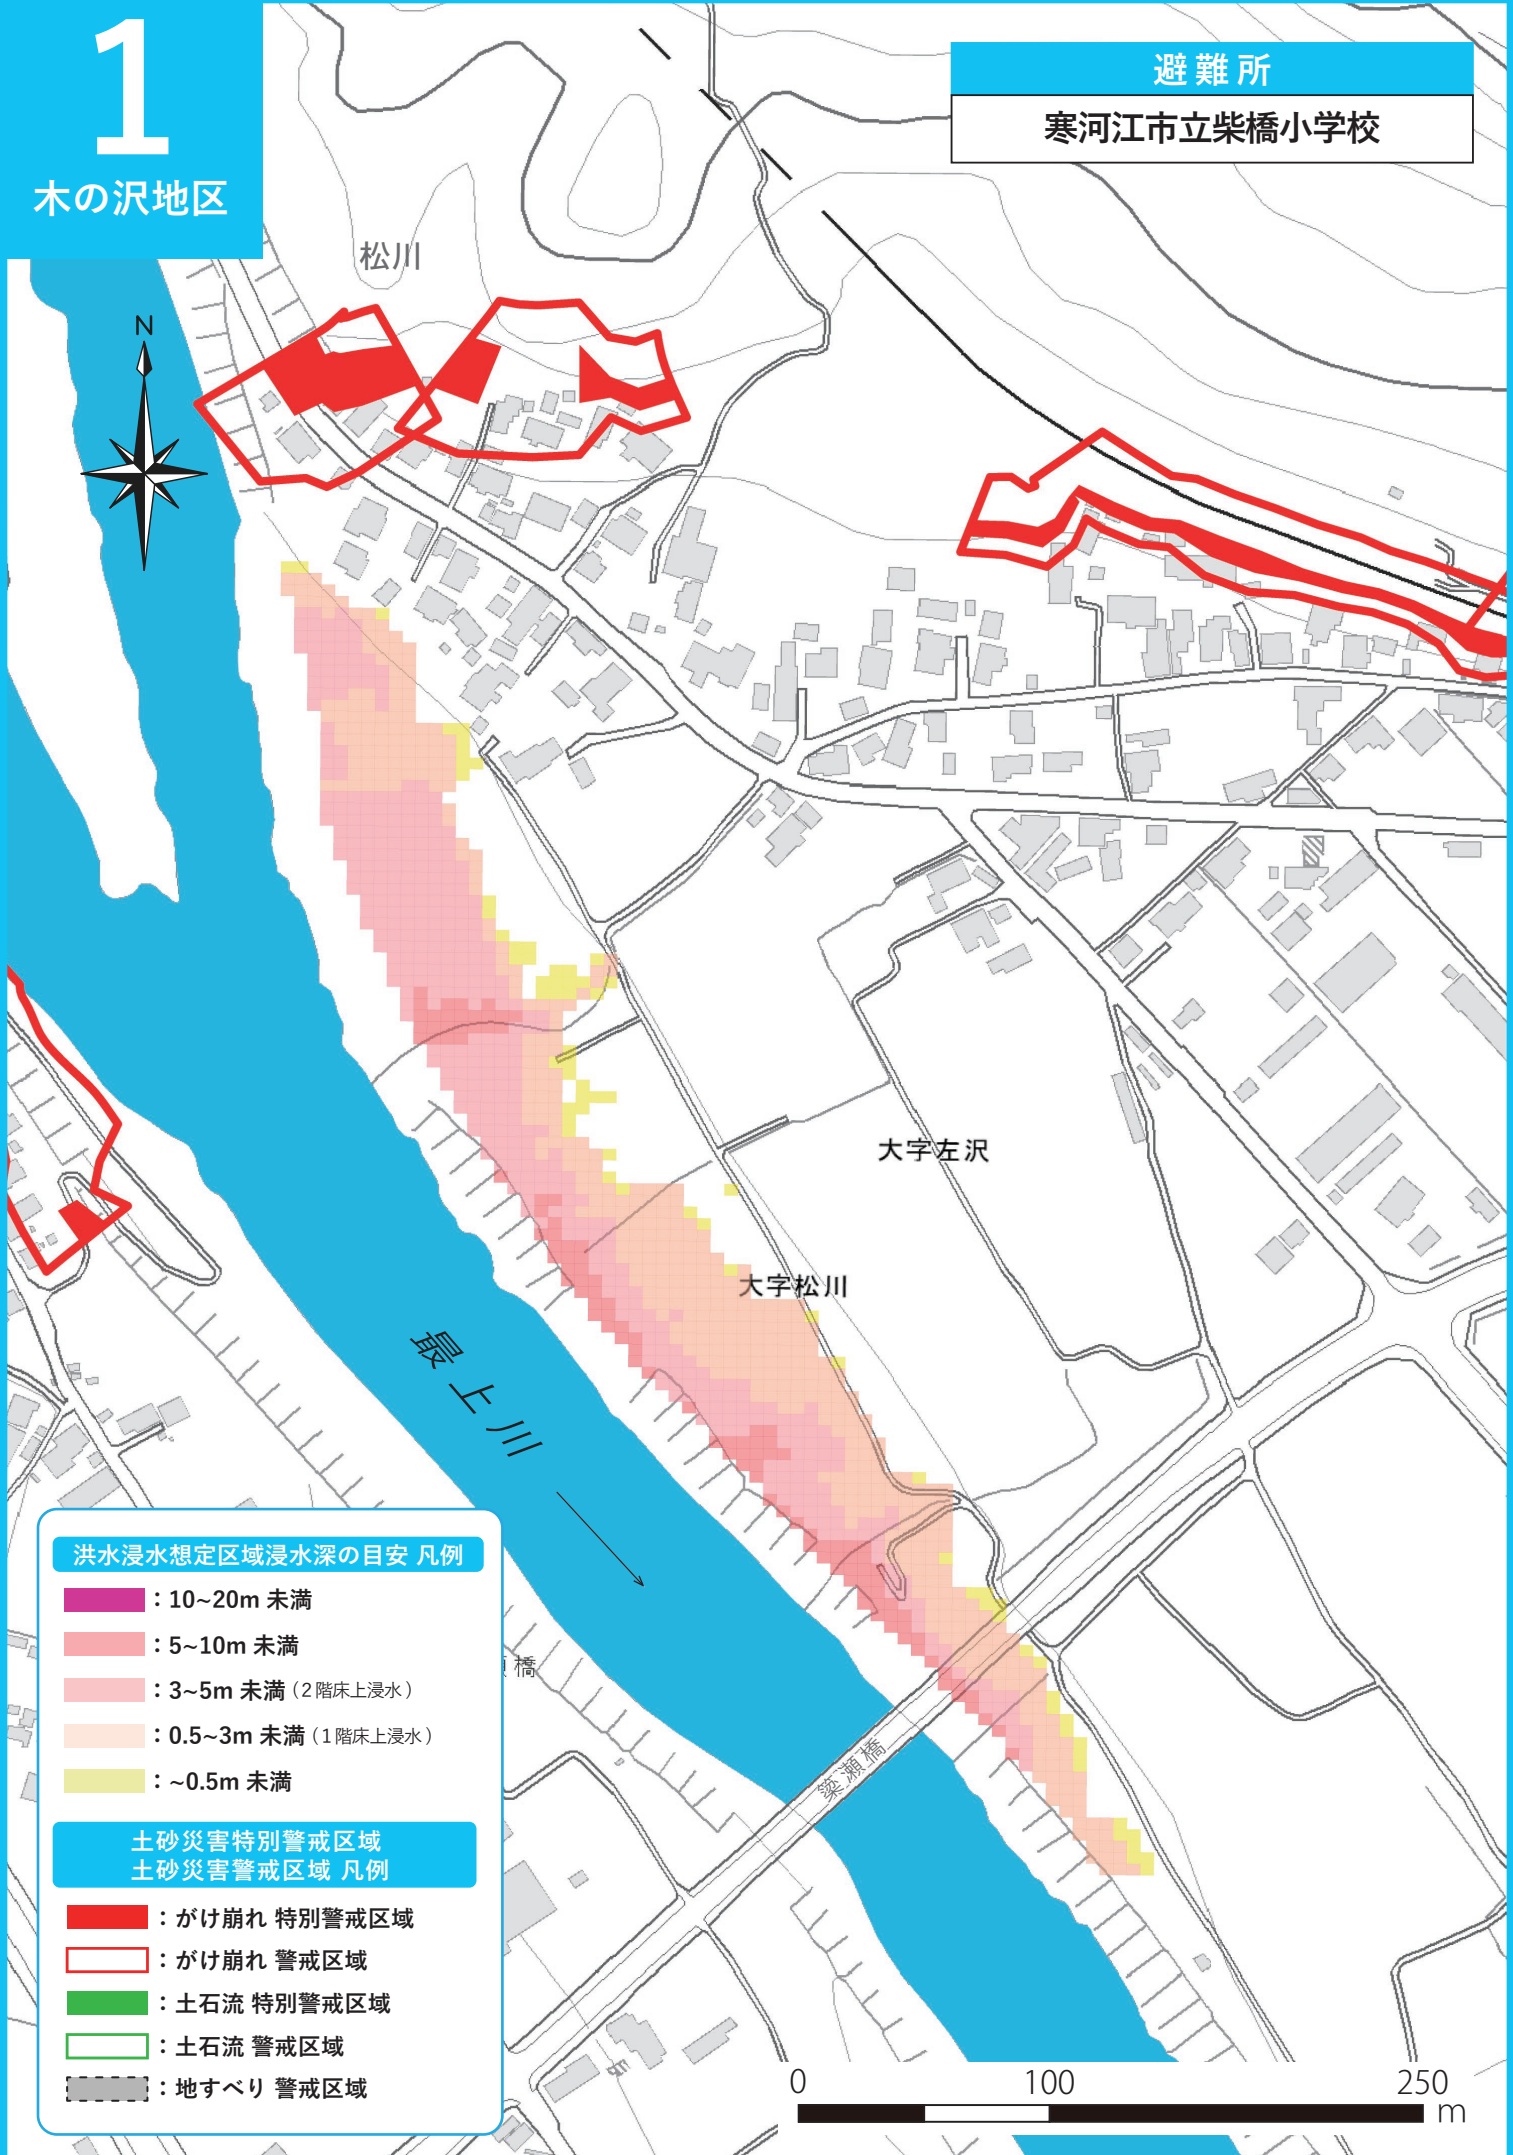 1
木の沢地区
避難所
寒河江市立柴橋小学校
松川
N
大字左沢
大字松川
最上川
橋
簗瀬橋
洪水浸水想定区域浸水深の目安 凡例
：10~20m 未満
：5~10m 未満
：3~5m 未満（2階床上浸水）
：0.5~3m 未満（1階床上浸水）
：~0.5m 未満
土砂災害特別警戒区域
土砂災害警戒区域 凡例
：がけ崩れ 特別警戒区域
：がけ崩れ 警戒区域
：土石流 特別警戒区域
：土石流 警戒区域
：地すべり 警戒区域
0 100 250
m